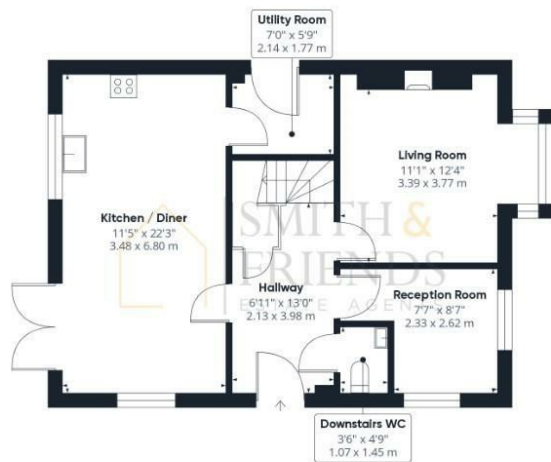 Utility Room
7'0" x 5'9"
2.14 x 1.77 m
Living Room
11'1" x 12'4"
3.39 x 3.77 m
Kitchen / Diner
11'5" x 22'3"
3.48 x 6.80 m
SMITH &
FRIENDS
ESTATE AGENTS
Hallway
6'11" x 13'0"
2.13 x 3.98 m
Reception Room
7'7" x 8'7"
2.33 x 2.62 m
Downstairs WC
3'6" x 4'9"
1.07 x 1.45 m